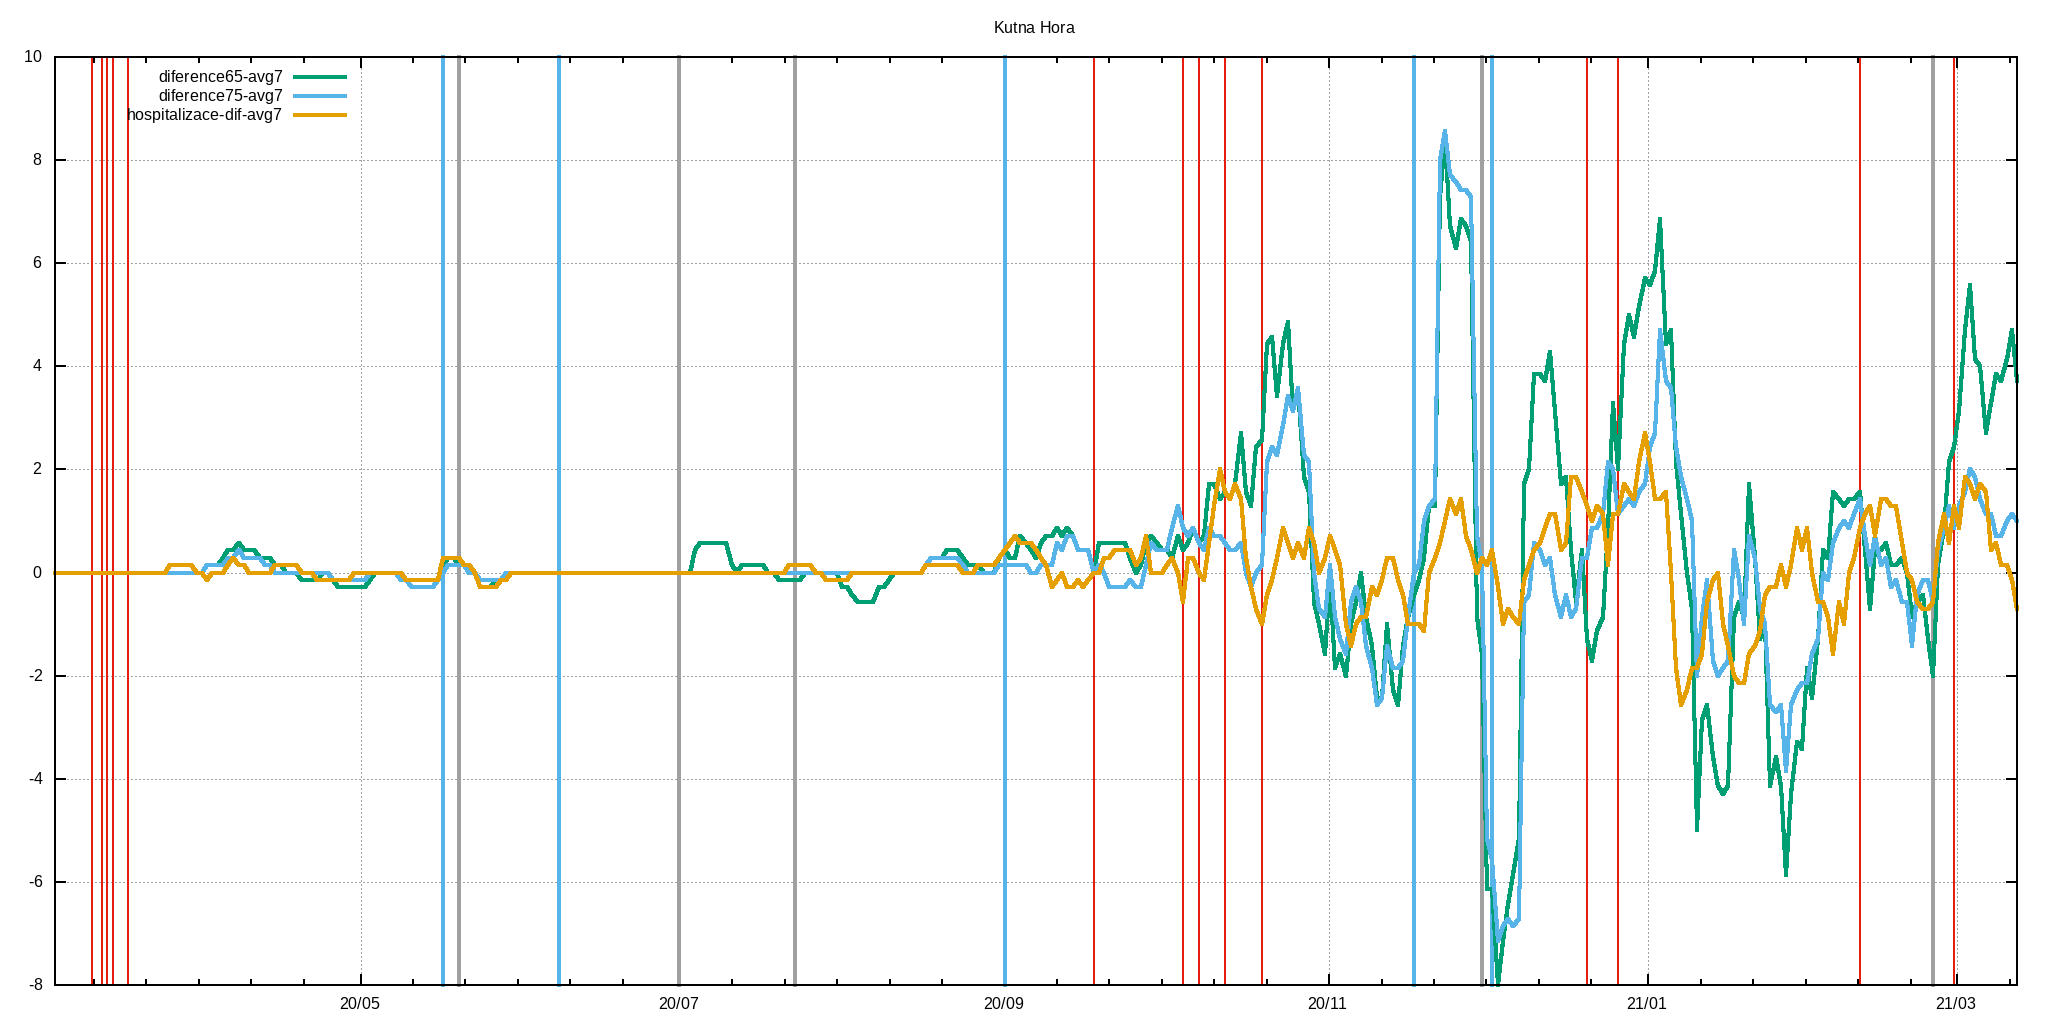 Kutna Hora
10
8
6
4
2
0
-2
-4
-6
-8
diference65-avg7
diference75-avg7
hospitalizace-dif-avg7
20/05 20/07 20/09 20/11 21/01 21/03